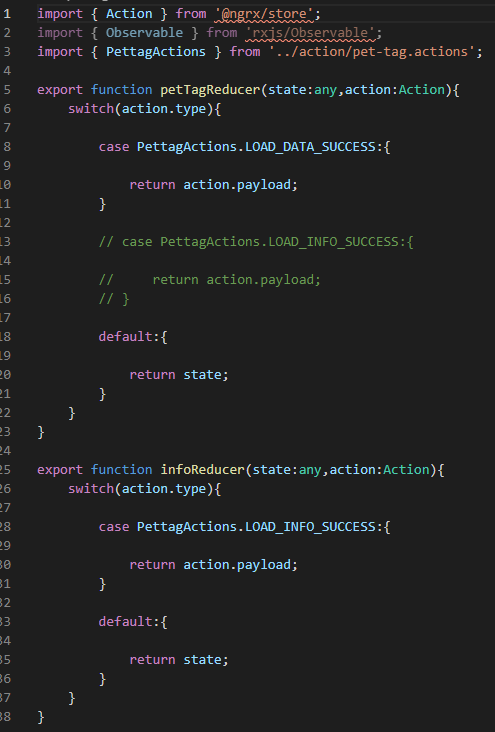 1 import { Action } from '@ngrx/store';
2 import { Observable } from 'rxjs/Observable';
3 import { PettagActions } from '../action/pet-tag.actions';
4
5 export function petTagReducer(state:any,action:Action){
6 switch(action.type){
7
8 case PettagActions.LOAD_DATA_SUCCESS:{
9
10 return action.payload;
11 }
12
13 // case PettagActions.LOAD_INFO_SUCCESS:{
14
15 //     return action.payload;
16 // }
17
18 default:{
19
20 return state;
21 }
22 }
23 }
24
25 export function infoReducer(state:any,action:Action){
26 switch(action.type){
27
28 case PettagActions.LOAD_INFO_SUCCESS:{
29
30 return action.payload;
31 }
32
33 default:{
34
35 return state;
36 }
37 }
38 }